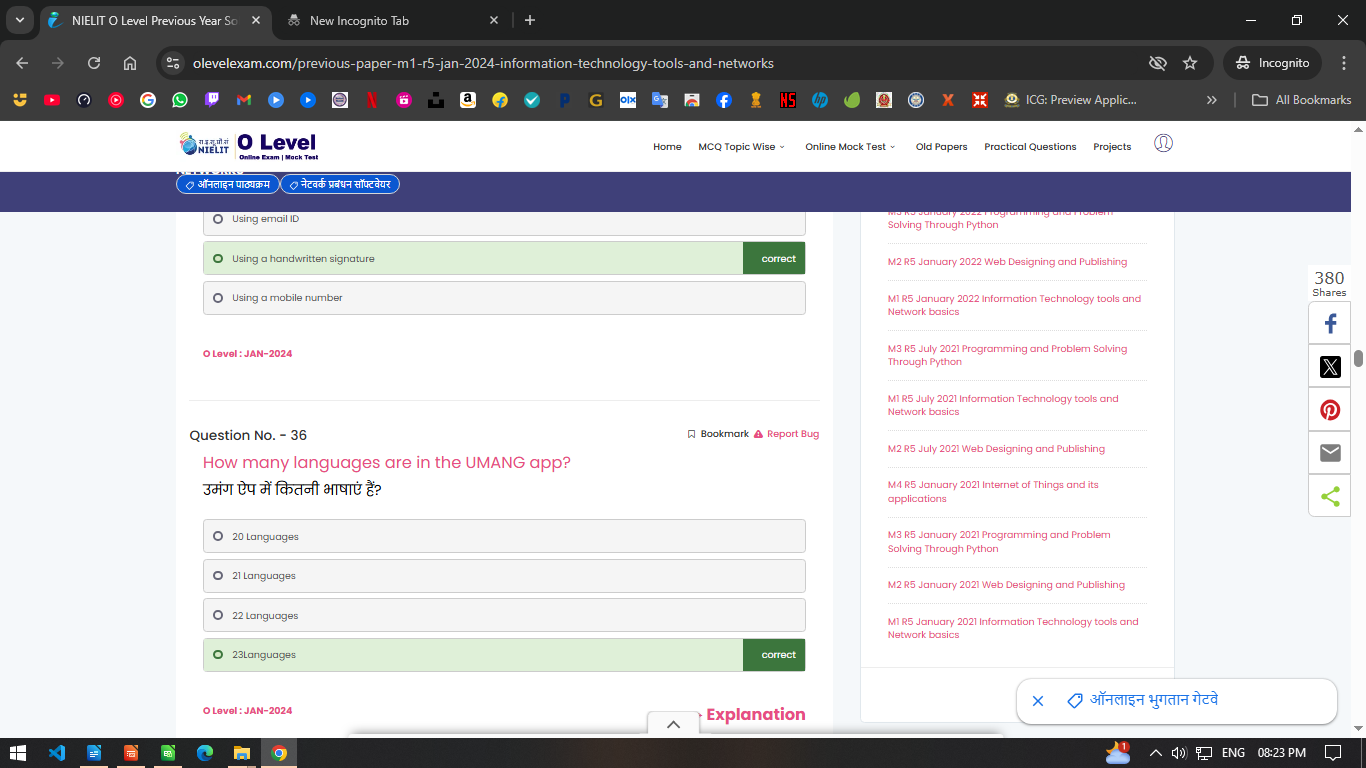 NIELIT O Level Previous Year So
New Incognito Tab
olevelexam.com/previous-paper-m1-r5-jan-2024-information-technology-tools-and-networks
Incognito
ICG: Preview Applic...
All Bookmarks
NIELIT
O Level
Online Exam | Mock Test
Home
MCQ Topic Wise
Online Mock Test
Old Papers
Practical Questions
Projects
ऑनलाइन पाठ्यक्रम
नेटवर्क प्रबंधन सॉफ्टवेयर
Using email ID
Using a handwritten signature
correct
Using a mobile number
O Level : JAN-2024
Question No. - 36
Bookmark
Report Bug
How many languages are in the UMANG app?
उमंग ऐप में कितनी भाषाएं हैं?
20 Languages
21 Languages
22 Languages
23Languages
correct
O Level : JAN-2024
Explanation
M3 R5 January 2022 Programming and Problem
Solving Through Python
M2 R5 January 2022 Web Designing and Publishing
M1 R5 January 2022 Information Technology tools and
Network basics
M3 R5 July 2021 Programming and Problem Solving
Through Python
M1 R5 July 2021 Information Technology tools and
Network basics
M2 R5 July 2021 Web Designing and Publishing
M4 R5 January 2021 Internet of Things and its
applications
M3 R5 January 2021 Programming and Problem
Solving Through Python
M2 R5 January 2021 Web Designing and Publishing
M1 R5 January 2021 Information Technology tools and
Network basics
380
Shares
ऑनलाइन भुगतान गेटवे
1
ENG
08:23 PM